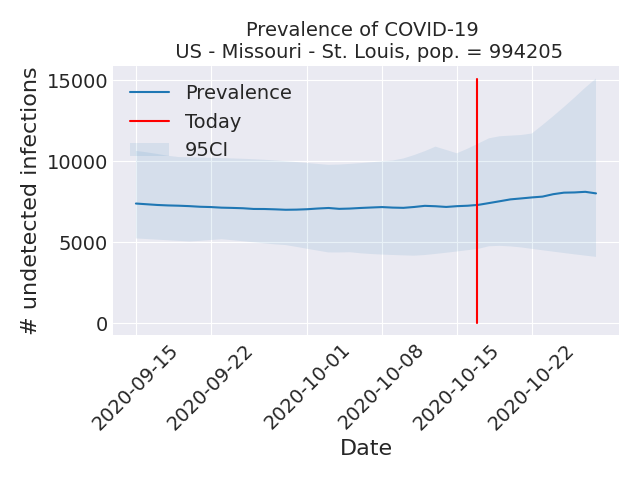 Prevalence of COVID-19
US - Missouri - St. Louis, pop. = 994205
# undetected infections
15000
10000
5000
0
Prevalence
Today
95CI
2020-09-15
2020-09-22
2020-10-01
2020-10-08
2020-10-15
2020-10-22
Date